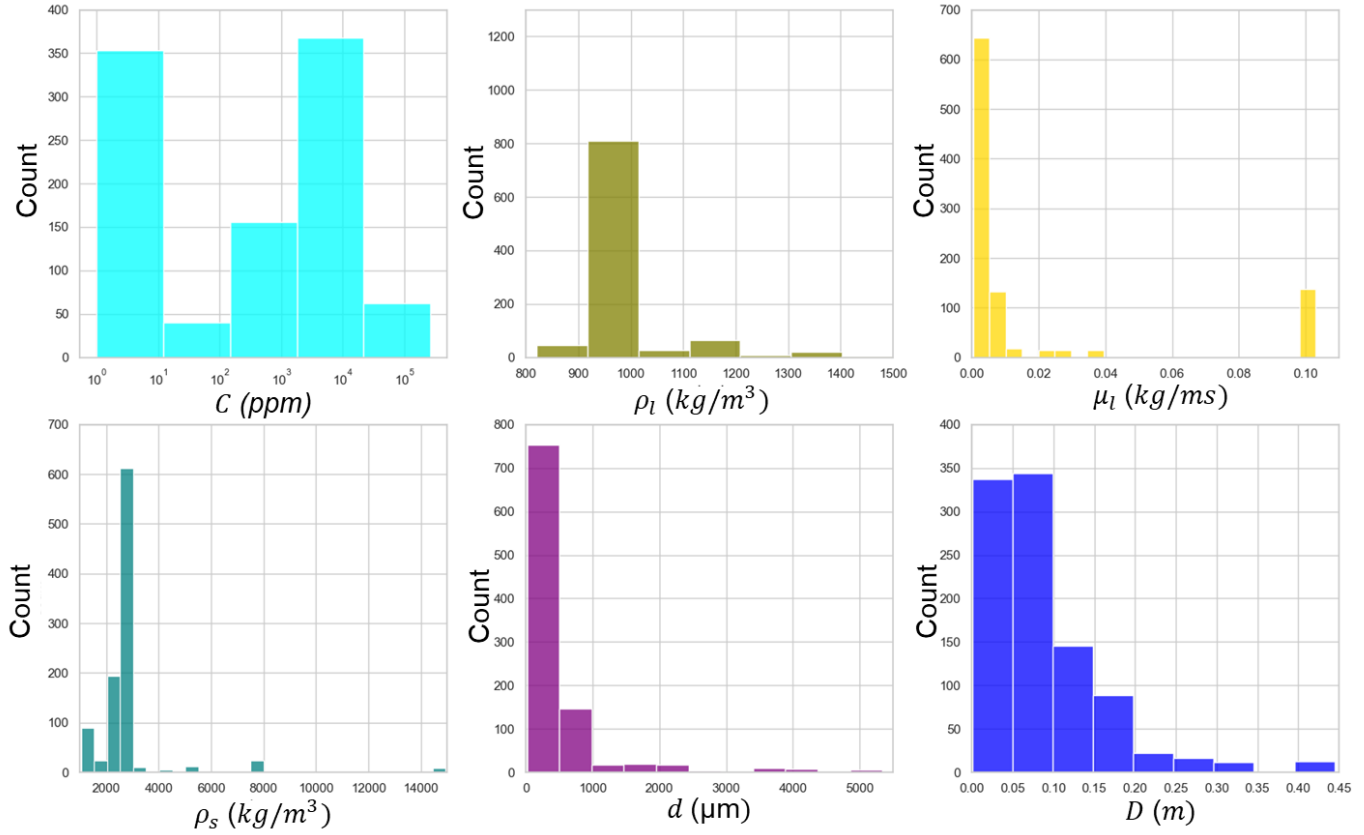 400
350
300
250
200
150
100
50
0
Count
10⁰ 10¹ 10² 10³ 10⁴ 10⁵
C (ppm)
1200
1000
800
600
400
200
0
Count
800 900 1000 1100 1200 1300 1400 1500
ρₗ (kg/m³)
700
600
500
400
300
200
100
0
Count
0.00 0.02 0.04 0.06 0.08 0.10
μₗ (kg/ms)
700
600
500
400
300
200
100
0
Count
2000 4000 6000 8000 10000 12000 14000
ρₛ (kg/m³)
800
700
600
500
400
300
200
100
0
Count
0 1000 2000 3000 4000 5000
d (μm)
400
350
300
250
200
150
100
50
0
Count
0.00 0.05 0.10 0.15 0.20 0.25 0.30 0.35 0.40 0.45
D (m)